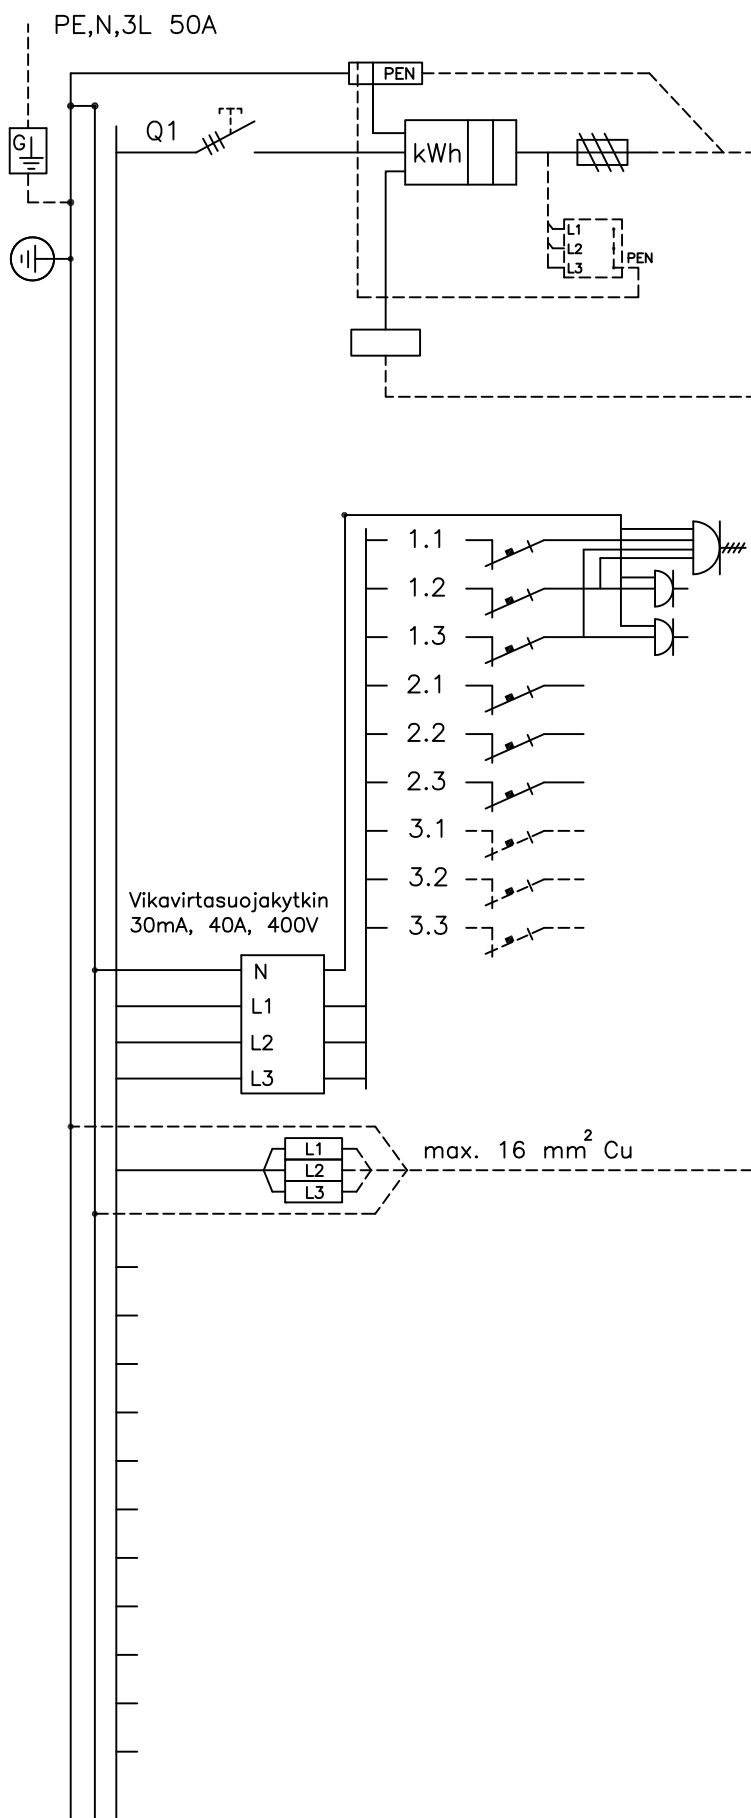 PE,N,3L 50A
PEN
Q1
G
kWh
L1
L2
PEN
L3
1.1
1.2
1.3
2.1
2.2
2.3
3.1
3.2
3.3
Vikavirtasuojakytkin
30mA, 40A, 400V
N
L1
L2
L3
L1
L2
L3
max. 16 mm² Cu